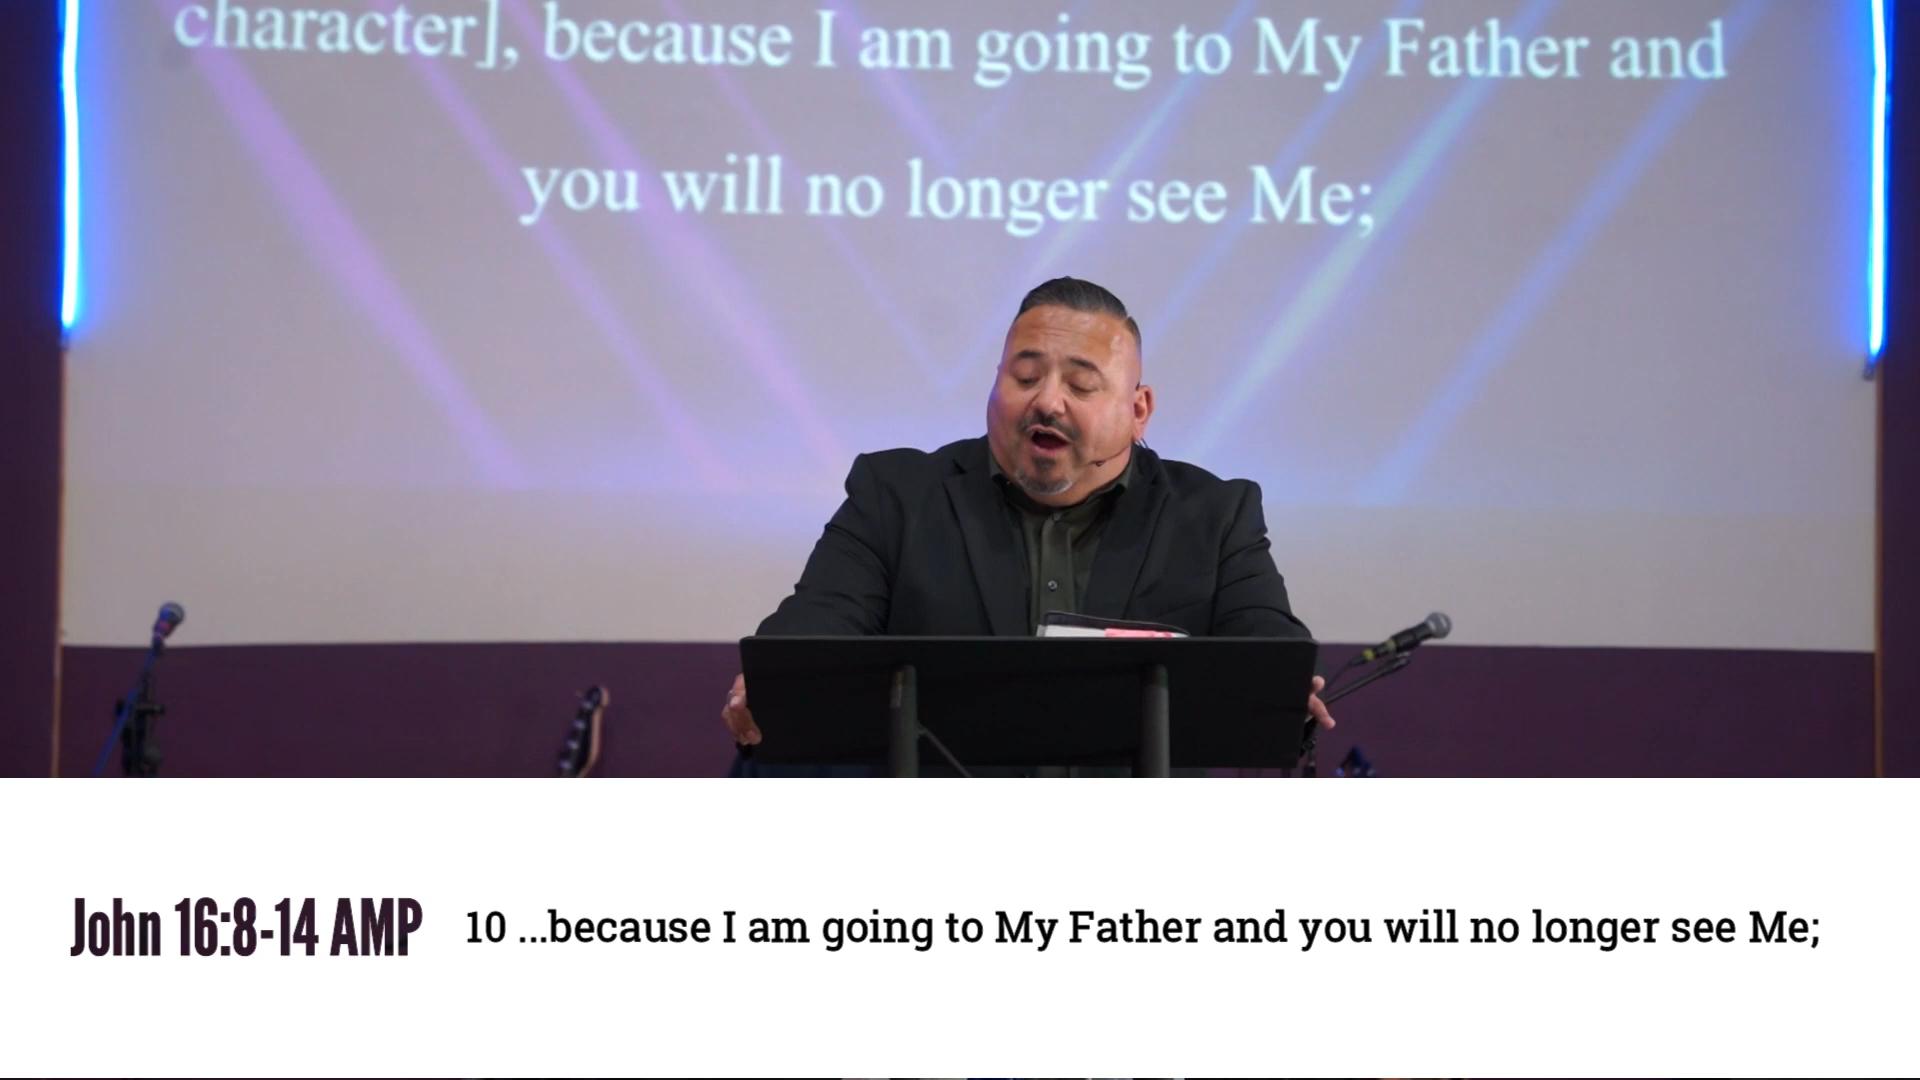 character], because I am going to My Father and
you will no longer see Me;
John 16:8-14 AMP
10 ...because I am going to My Father and you will no longer see Me;